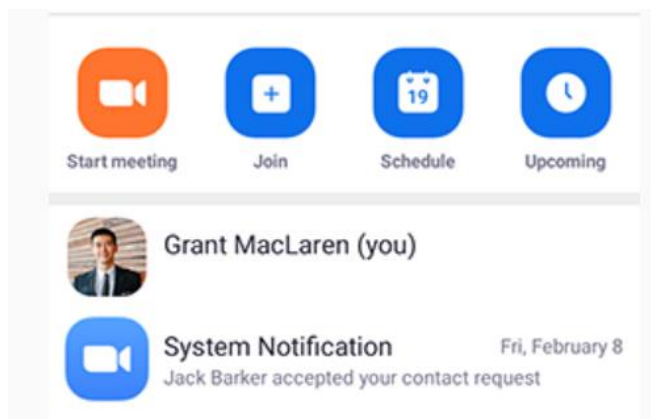 19
Start meeting Join Schedule Upcoming
Grant MacLaren (you)
System Notification Fri, February 8
Jack Barker accepted your contact request